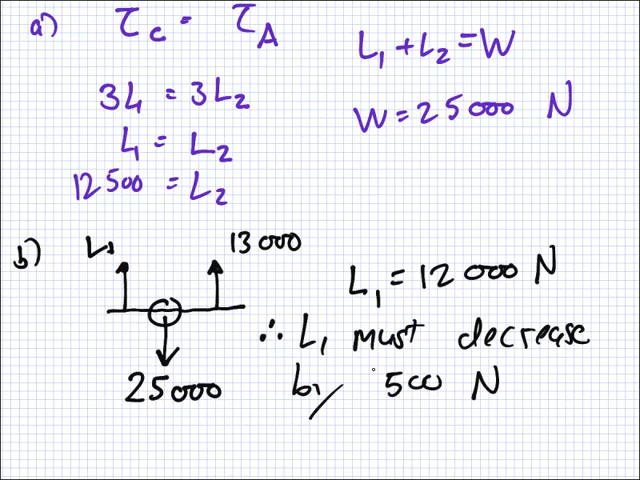 a) τc = τA
L1 + L2 = W
3L1 = 3L2
W = 25000 N
L1 = L2
12500 = L2
b) L1 13000
L1 = 12000 N
∴ L1 must decrease
25000 by 500 N